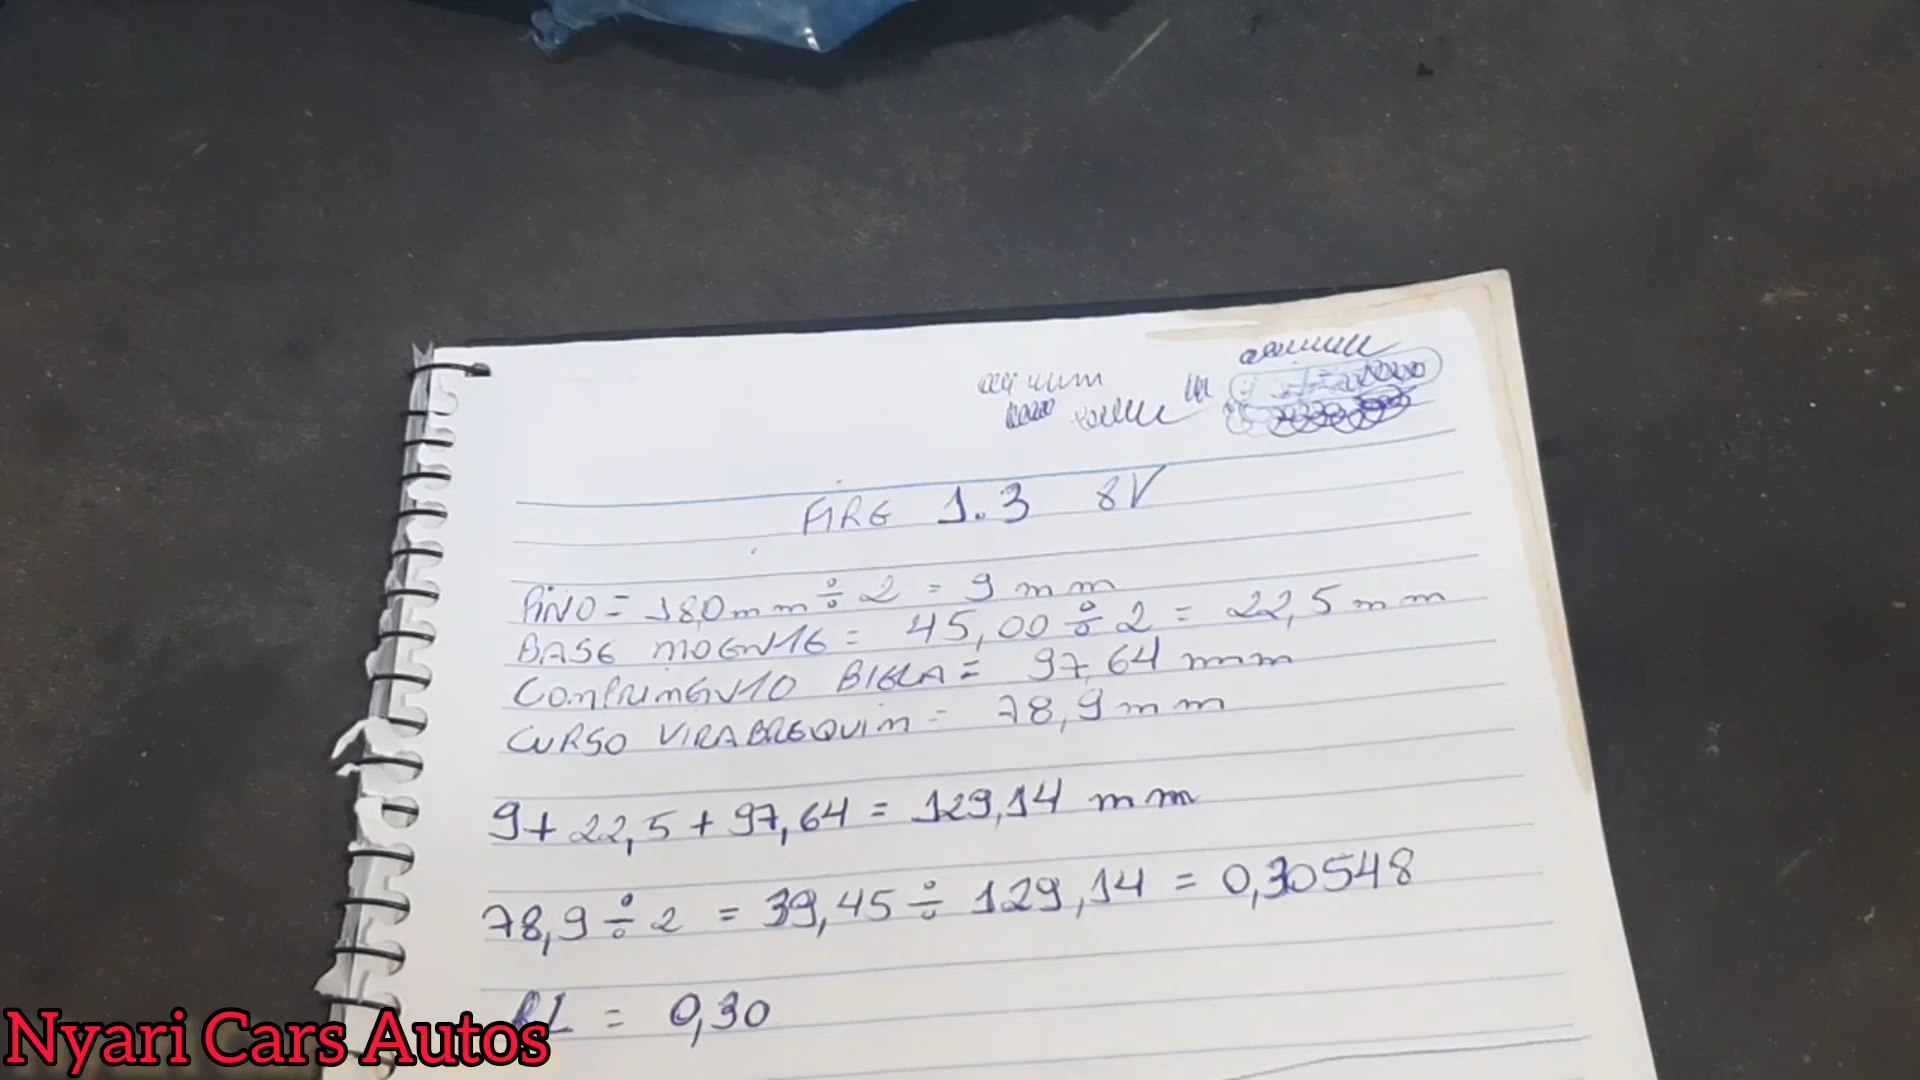 FIRE 1.3 8V
PINO = 18,0 mm ÷ 2 = 9 mm
BASE MOENTE = 45,00 ÷ 2 = 22,5 mm
COMPRIMENTO BIELA = 97,64 mm
CURSO VIRABREQUIM = 78,9 mm
9 + 22,5 + 97,64 = 129,14 mm
78,9 ÷ 2 = 39,45 ÷ 129,14 = 0,30548
RL = 0,30
Nyari Cars Autos